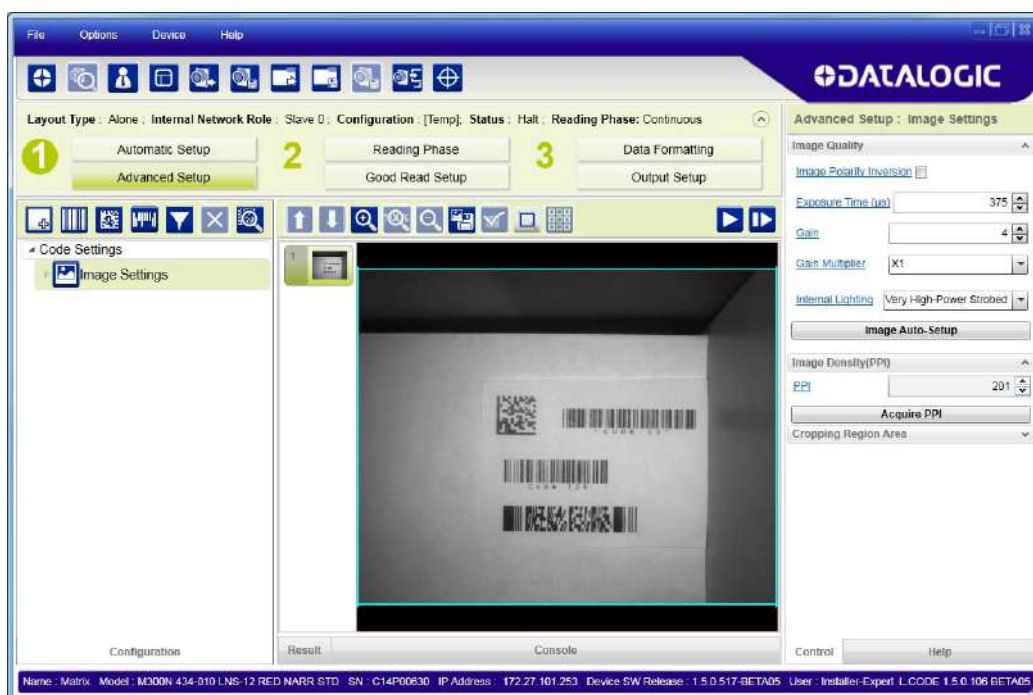 File Options Device Help
DATALOGIC
Layout Type : Alone ; Internal Network Role : Slave 0 ; Configuration : [Temp]; Status : Halt ; Reading Phase: Continuous
1 Automatic Setup 2 Reading Phase 3 Data Formatting
Advanced Setup Good Read Setup Output Setup
Code Settings
Image Settings
1
Code 128
Configuration
Result Console
Advanced Setup : Image Settings
Image Quality
Image Polarity Inversion
Exposure Time (µs) 375
Gain 4
Gain Multiplier X1
Internal Lighting Very High-Power Strobed
Image Auto-Setup
Image Density(PPI)
PPI 201
Acquire PPI
Cropping Region Area
Control Help
Name : Matrix Model : M300N 434-010 LNS-12 RED NARR STD SN : C14P00630 IP Address : 172.27.101.253 Device SW Release : 1.5.0.517-BETA05 User : Installer-Expert L.CODE 1.5.0.106 BETA05